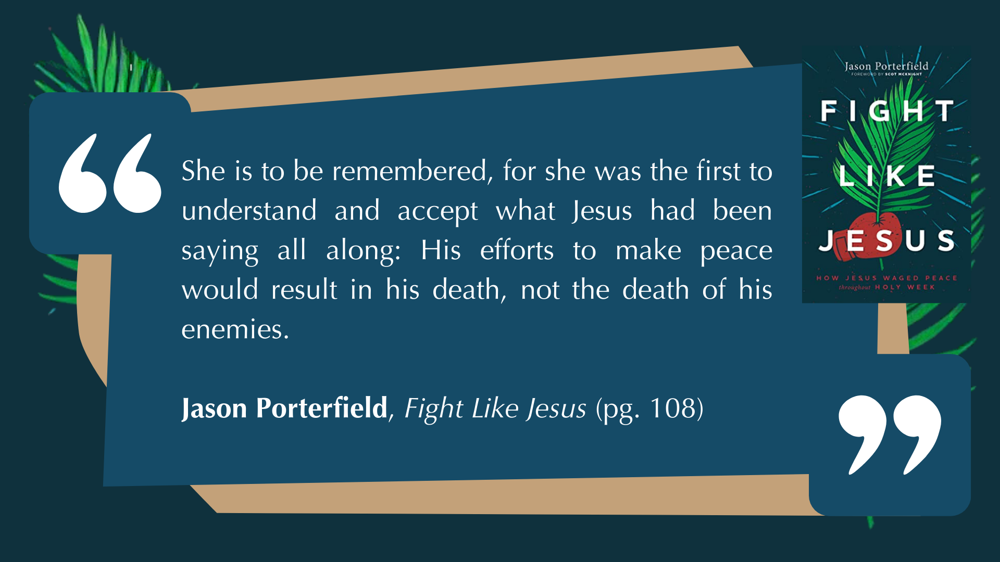 She is to be remembered, for she was the first to
understand and accept what Jesus had been
saying all along: His efforts to make peace
would result in his death, not the death of his
enemies.
Jason Porterfield, Fight Like Jesus (pg. 108)
Jason Porterfield
FOREWORD BY SCOT MCKNIGHT
FIGHT
LIKE
JESUS
HOW JESUS WAGED PEACE
throughout HOLY WEEK